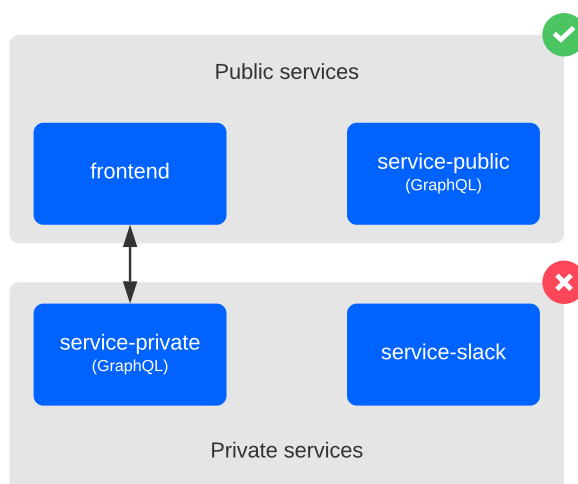 Public services
frontend
service-public
(GraphQL)
service-private
(GraphQL)
service-slack
Private services